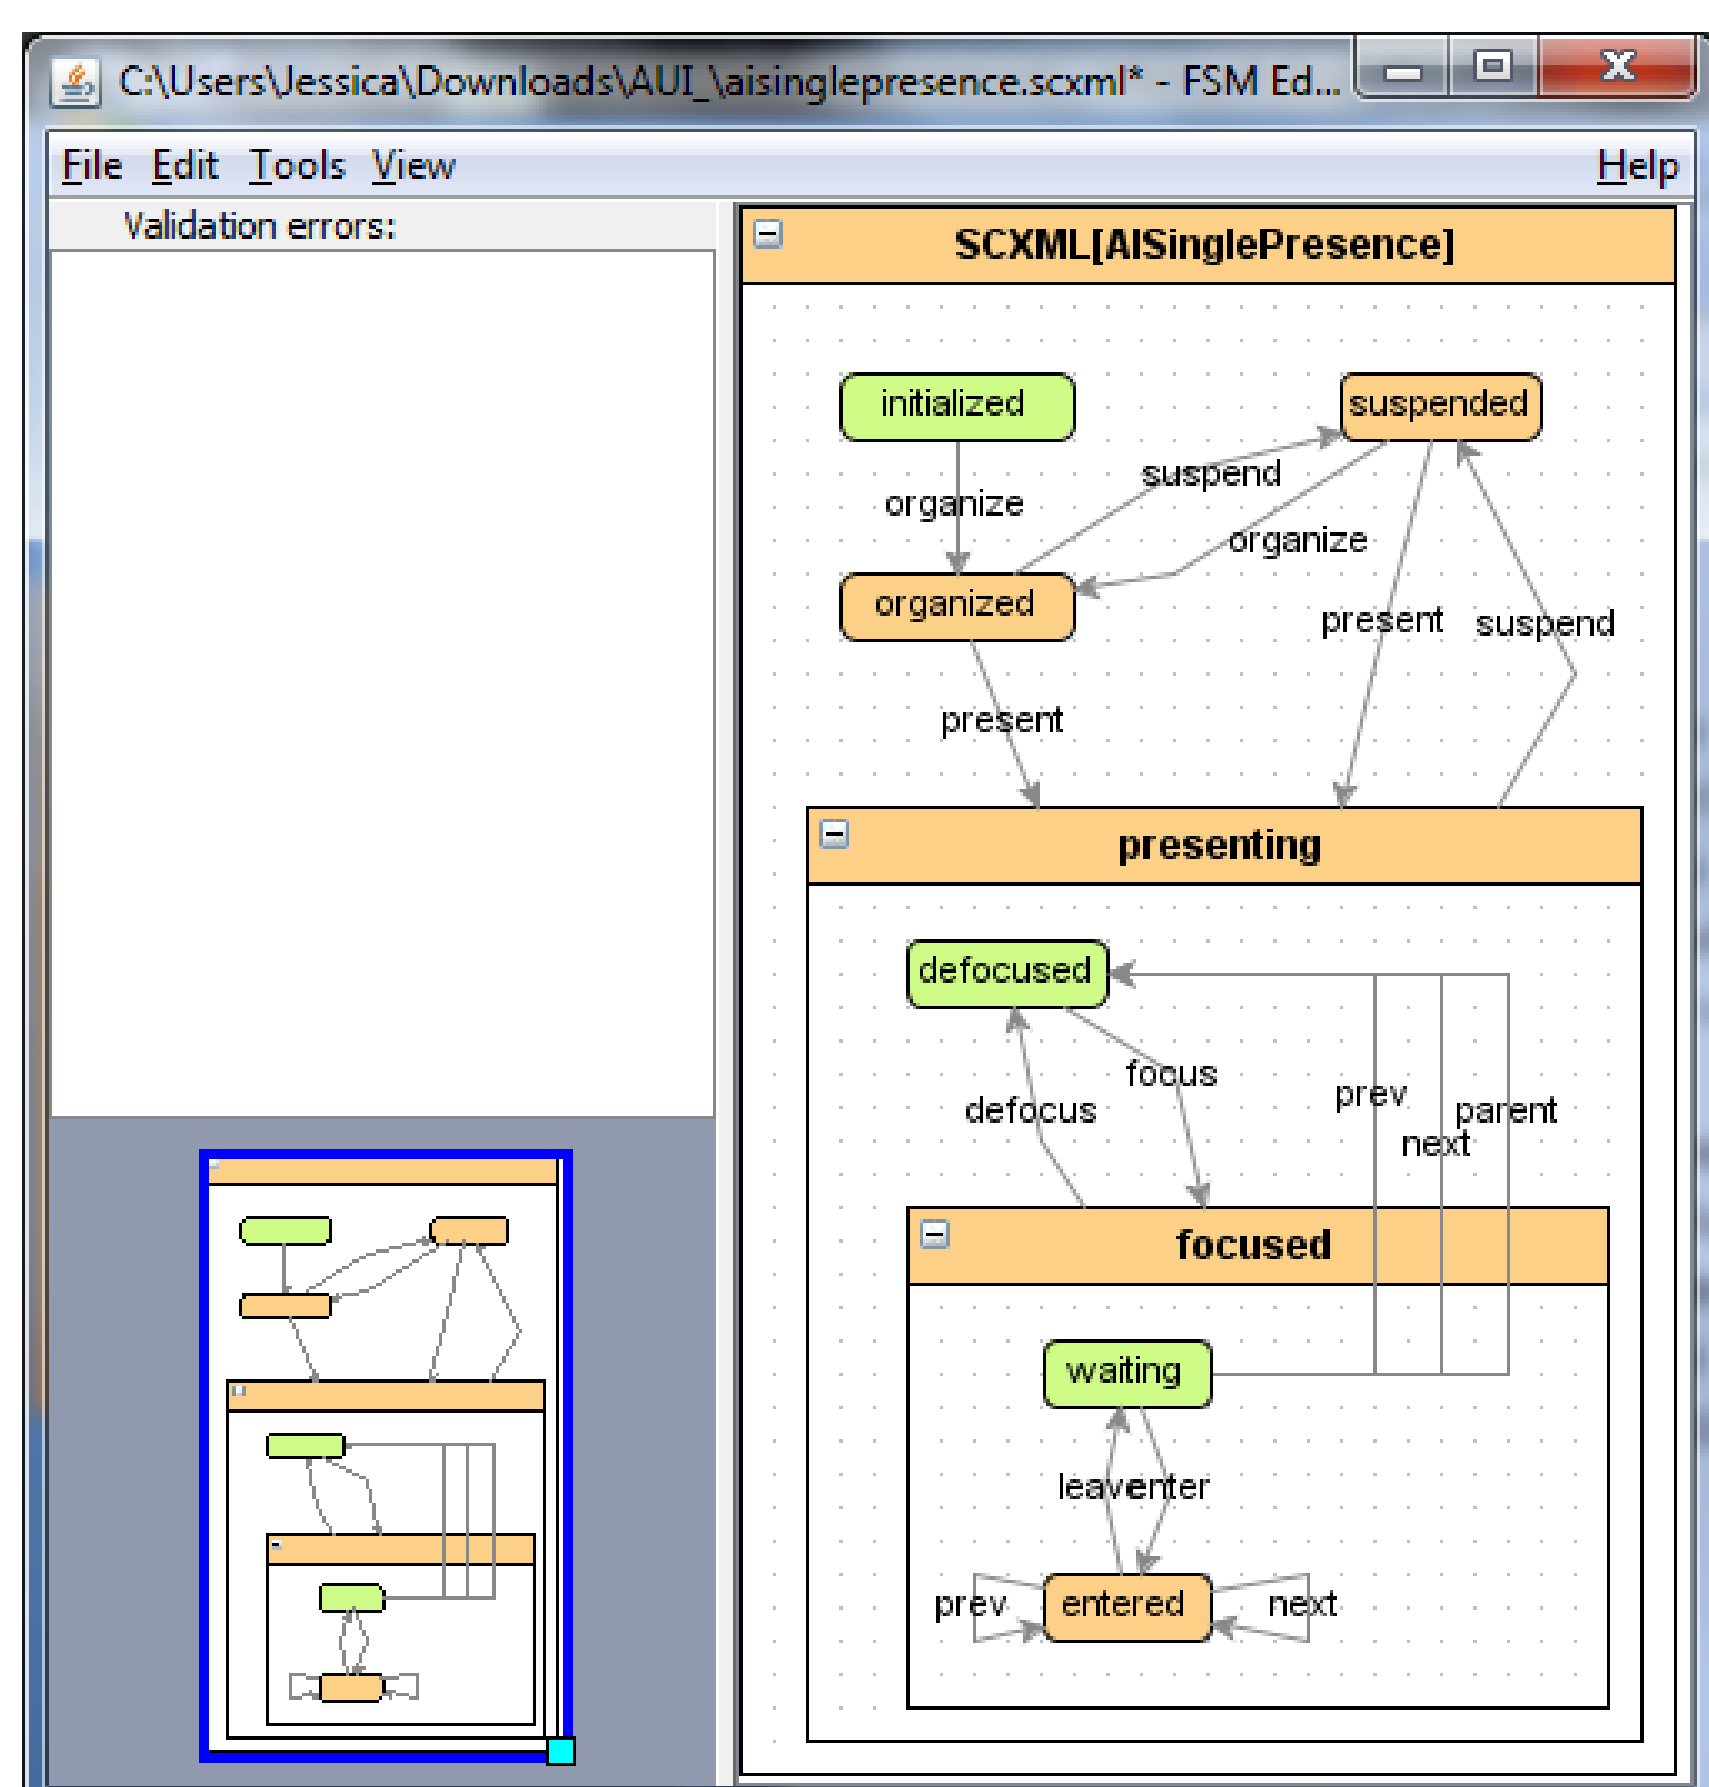 C:\Users\Jessica\Downloads\AUI_\aisinglepresence.scxml* - FSM Ed...
File Edit Tools View Help
Validation errors:
SCXML[AISinglePresence]
initialized
suspended
suspend
organize
organize
organized
present
suspend
present
presenting
defocused
focus
defocus
prev
parent
next
focused
waiting
leave
enter
prev
entered
next